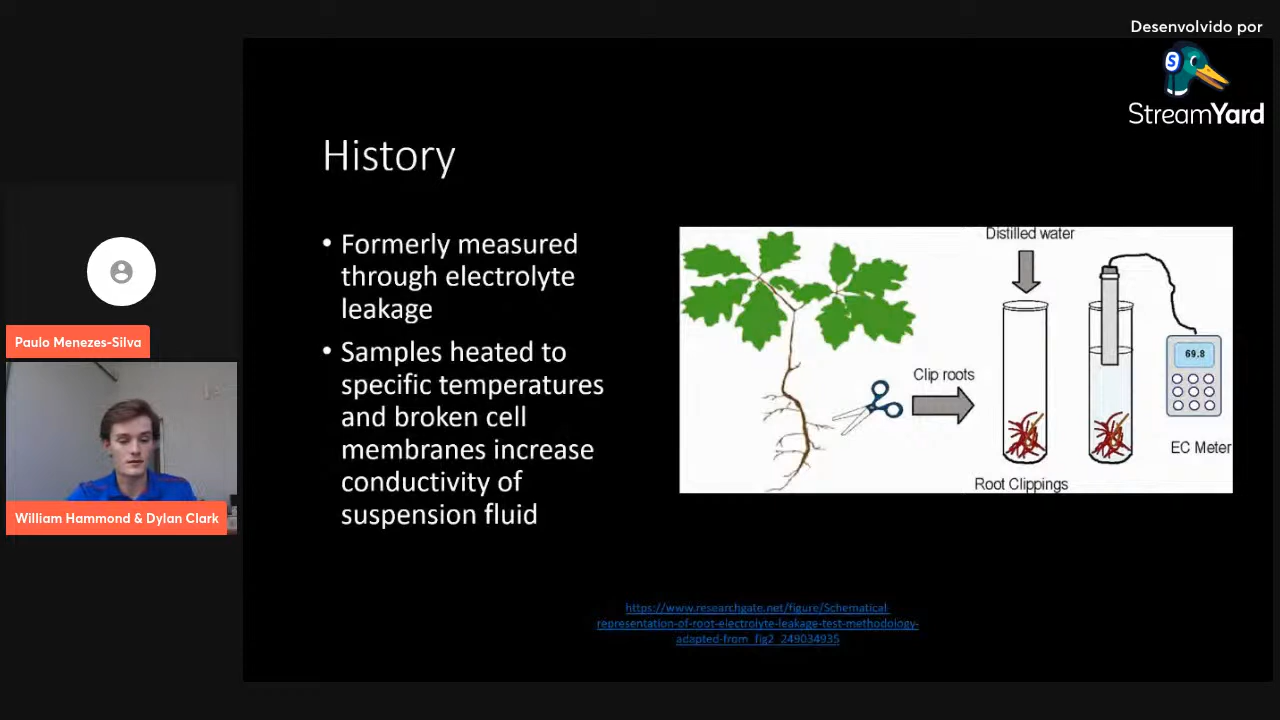 Desenvolvido por
StreamYard
History
• Formerly measured
through electrolyte
leakage
• Samples heated to
specific temperatures
and broken cell
membranes increase
conductivity of
suspension fluid
Distilled water
Clip roots
69.8
EC Meter
Root Clippings
https://www.researchgate.net/figure/Schematical-
representation-of-root-electrolyte-leakage-test-methodology-
adapted-from_fig2_249034935
Paulo Menezes-Silva
William Hammond & Dylan Clark